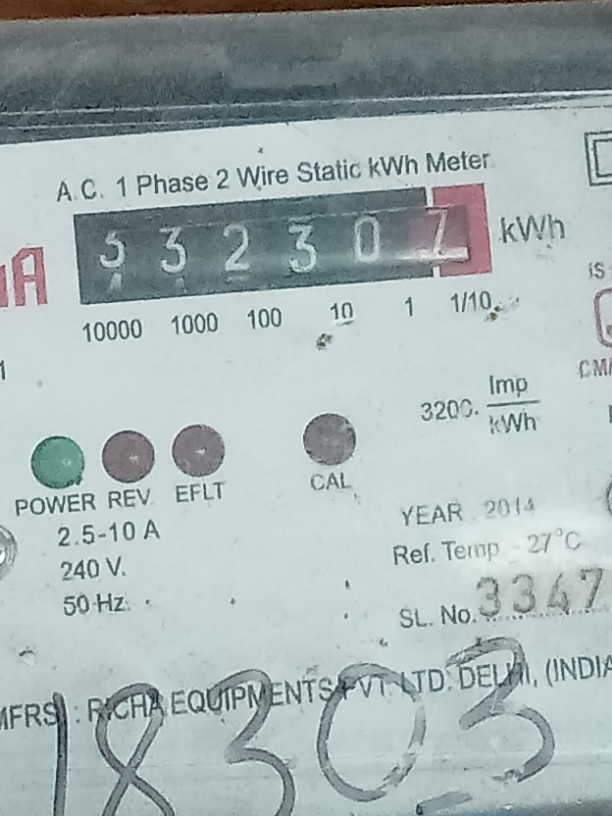 A.C. 1 Phase 2 Wire Static kWh Meter
3 3 2 3 0 7 kWh
10000 1000 100 10 1 1/10
Imp
3200. kWh
POWER REV EFLT CAL
2.5-10 A
240 V.
50 Hz.
YEAR 2014
Ref. Temp - 27°C
SL. No. 3347
MFRS : RICHA EQUIPMENTS PVT. LTD. DELHI, (INDIA
18303